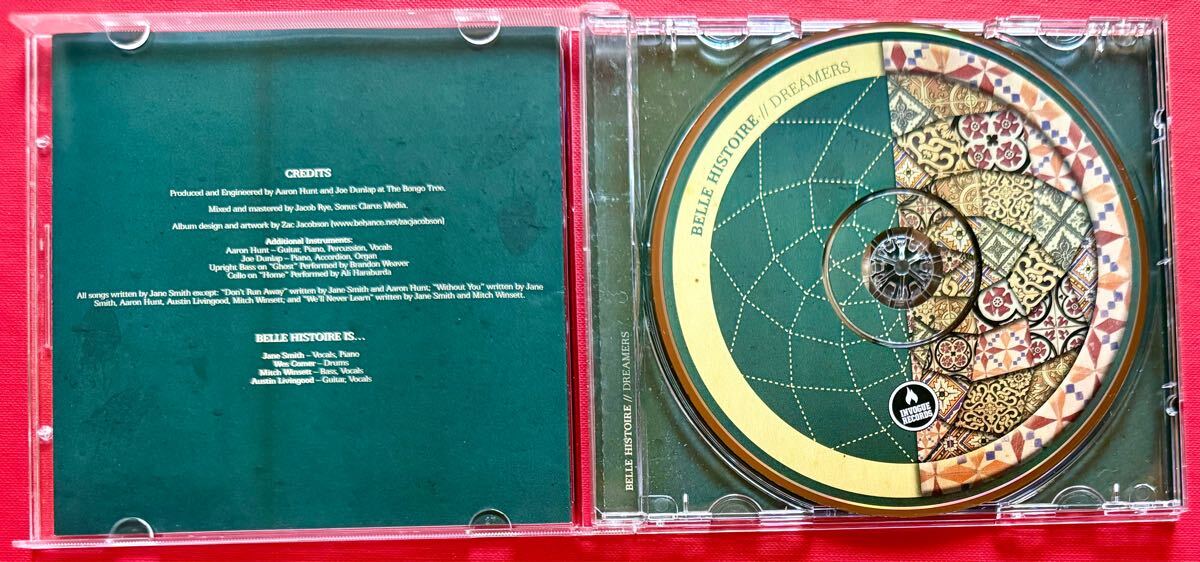 CREDITS
Produced and Engineered by Aaron Hunt and Joe Dunlap at The Bongo Tree.
Mixed and mastered by Jacob Rye, Sonus Clarus Media.
Album design and artwork by Zac Jacobson [www.behance.net/zacjacobson]
Additional Instruments:
Aaron Hunt – Guitar, Piano, Percussion, Vocals
Joe Dunlap – Piano, Accordion, Organ
Upright Bass on "Ghost" Performed by Brandon Weaver
Cello on "Home" Performed by Ali Haraburda
All songs written by Jane Smith except: "Don't Run Away" written by Jane Smith and Aaron Hunt; "Without You" written by Jane
Smith, Aaron Hunt, Austin Livingood, Mitch Winsett; and "We'll Never Learn" written by Jane Smith and Mitch Winsett.
BELLE HISTOIRE IS...
Jane Smith – Vocals, Piano
Wes Comer – Drums
Mitch Winsett – Bass, Vocals
Austin Livingood – Guitar, Vocals
BELLE HISTOIRE // DREAMERS
BELLE HISTOIRE // DREAMERS
INVOGUE
RECORDS